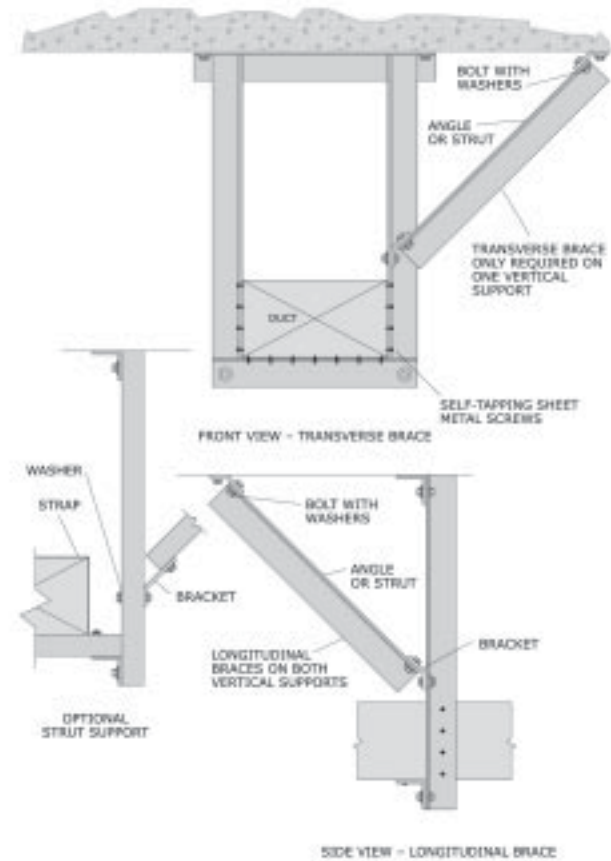 BOLT WITH
WASHERS
ANGLE
OR STRUT
TRANSVERSE BRACE
ONLY REQUIRED ON
ONE VERTICAL
SUPPORT
DUCT
SELF-TAPPING SHEET
METAL SCREWS
FRONT VIEW – TRANSVERSE BRACE
WASHER
STRAP
BRACKET
OPTIONAL
STRUT SUPPORT
BOLT WITH
WASHERS
ANGLE
OR STRUT
LONGITUDINAL
BRACES ON BOTH
VERTICAL SUPPORTS
BRACKET
SIDE VIEW – LONGITUDINAL BRACE